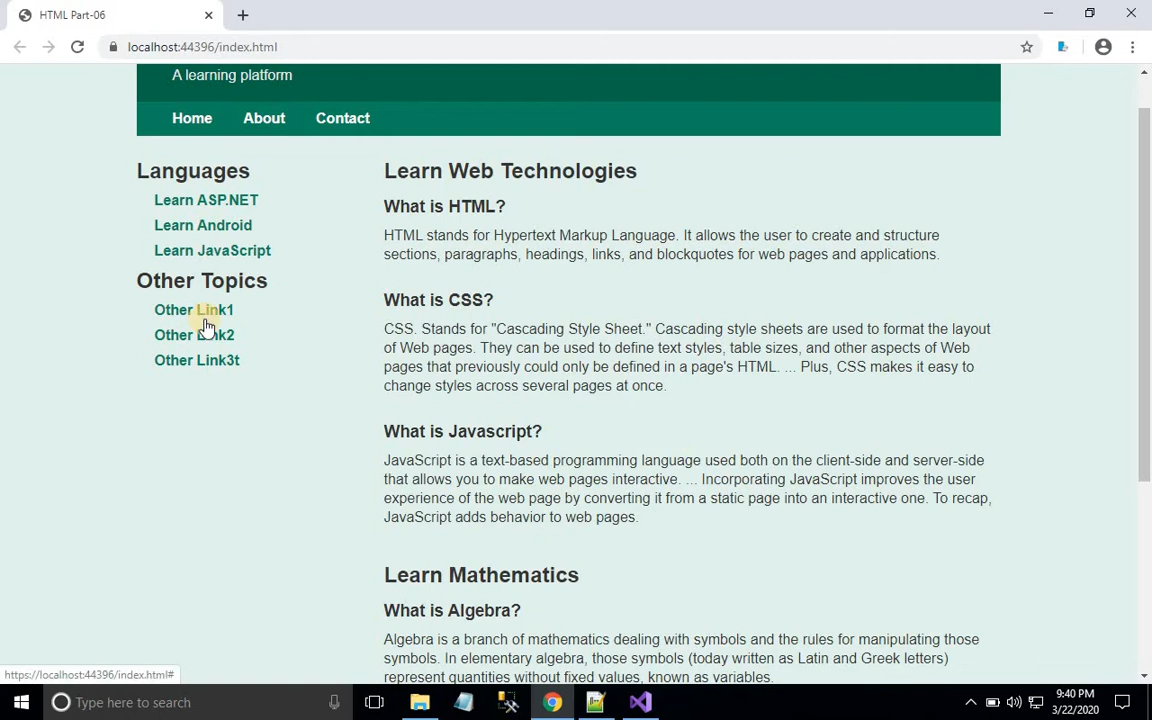 HTML Part-06
localhost:44396/index.html
A learning platform
Home About Contact
Languages
Learn ASP.NET
Learn Android
Learn JavaScript
Other Topics
Other Link1
Other Link2
Other Link3t
Learn Web Technologies
What is HTML?
HTML stands for Hypertext Markup Language. It allows the user to create and structure
sections, paragraphs, headings, links, and blockquotes for web pages and applications.
What is CSS?
CSS. Stands for "Cascading Style Sheet." Cascading style sheets are used to format the layout
of Web pages. They can be used to define text styles, table sizes, and other aspects of Web
pages that previously could only be defined in a page's HTML. ... Plus, CSS makes it easy to
change styles across several pages at once.
What is Javascript?
JavaScript is a text-based programming language used both on the client-side and server-side
that allows you to make web pages interactive. ... Incorporating JavaScript improves the user
experience of the web page by converting it from a static page into an interactive one. To recap,
JavaScript adds behavior to web pages.
Learn Mathematics
What is Algebra?
Algebra is a branch of mathematics dealing with symbols and the rules for manipulating those
symbols. In elementary algebra, those symbols (today written as Latin and Greek letters)
represent quantities without fixed values, known as variables.
https://localhost:44396/index.html#
Type here to search
9:40 PM
3/22/2020